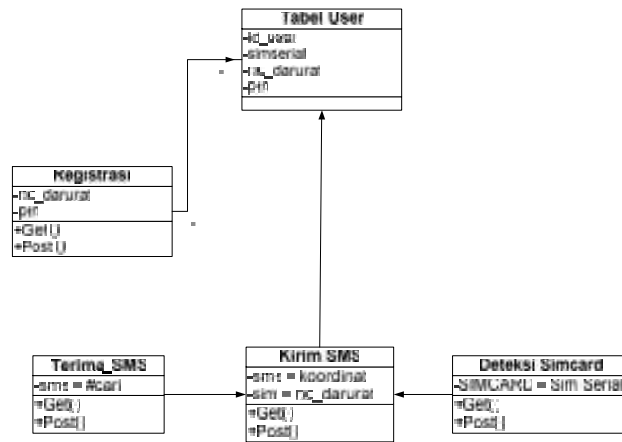 Tabel User
-id_user
-simserial
-no_darurat
-pin
Registrasi
-no_darurat
-pin
+Get()
+Post()
Terima_SMS
-sms = #cari
+Get()
+Post()
Kirim SMS
-sms = koordinat
-sim = no_darurat
+Get()
+Post()
Deteksi Simcard
-SIMCARD = Sim Serial
+Get()
+Post()